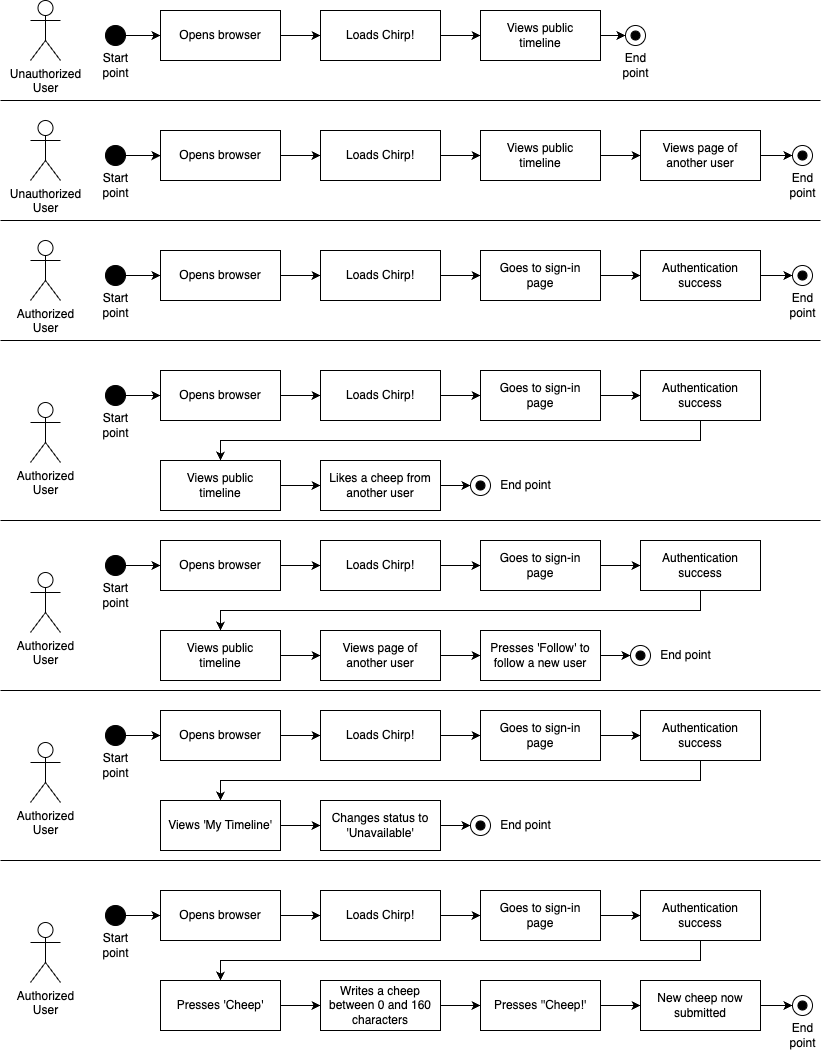 Opens browser
Loads Chirp!
Views public
timeline
Start
point
End
point
Unauthorized
User
Opens browser
Loads Chirp!
Views public
timeline
Views page of
another user
Start
point
End
point
Unauthorized
User
Opens browser
Loads Chirp!
Goes to sign-in
page
Authentication
success
Start
point
End
point
Authorized
User
Opens browser
Loads Chirp!
Goes to sign-in
page
Authentication
success
Start
point
Authorized
User
Views public
timeline
Likes a cheep from
another user
End point
Opens browser
Loads Chirp!
Goes to sign-in
page
Authentication
success
Start
point
Authorized
User
Views public
timeline
Views page of
another user
Presses 'Follow' to
follow a new user
End point
Opens browser
Loads Chirp!
Goes to sign-in
page
Authentication
success
Start
point
Authorized
User
Views 'My Timeline'
Changes status to
'Unavailable'
End point
Opens browser
Loads Chirp!
Goes to sign-in
page
Authentication
success
Start
point
Authorized
User
Presses 'Cheep'
Writes a cheep
between 0 and 160
characters
Presses "Cheep!'
New cheep now
submitted
End
point